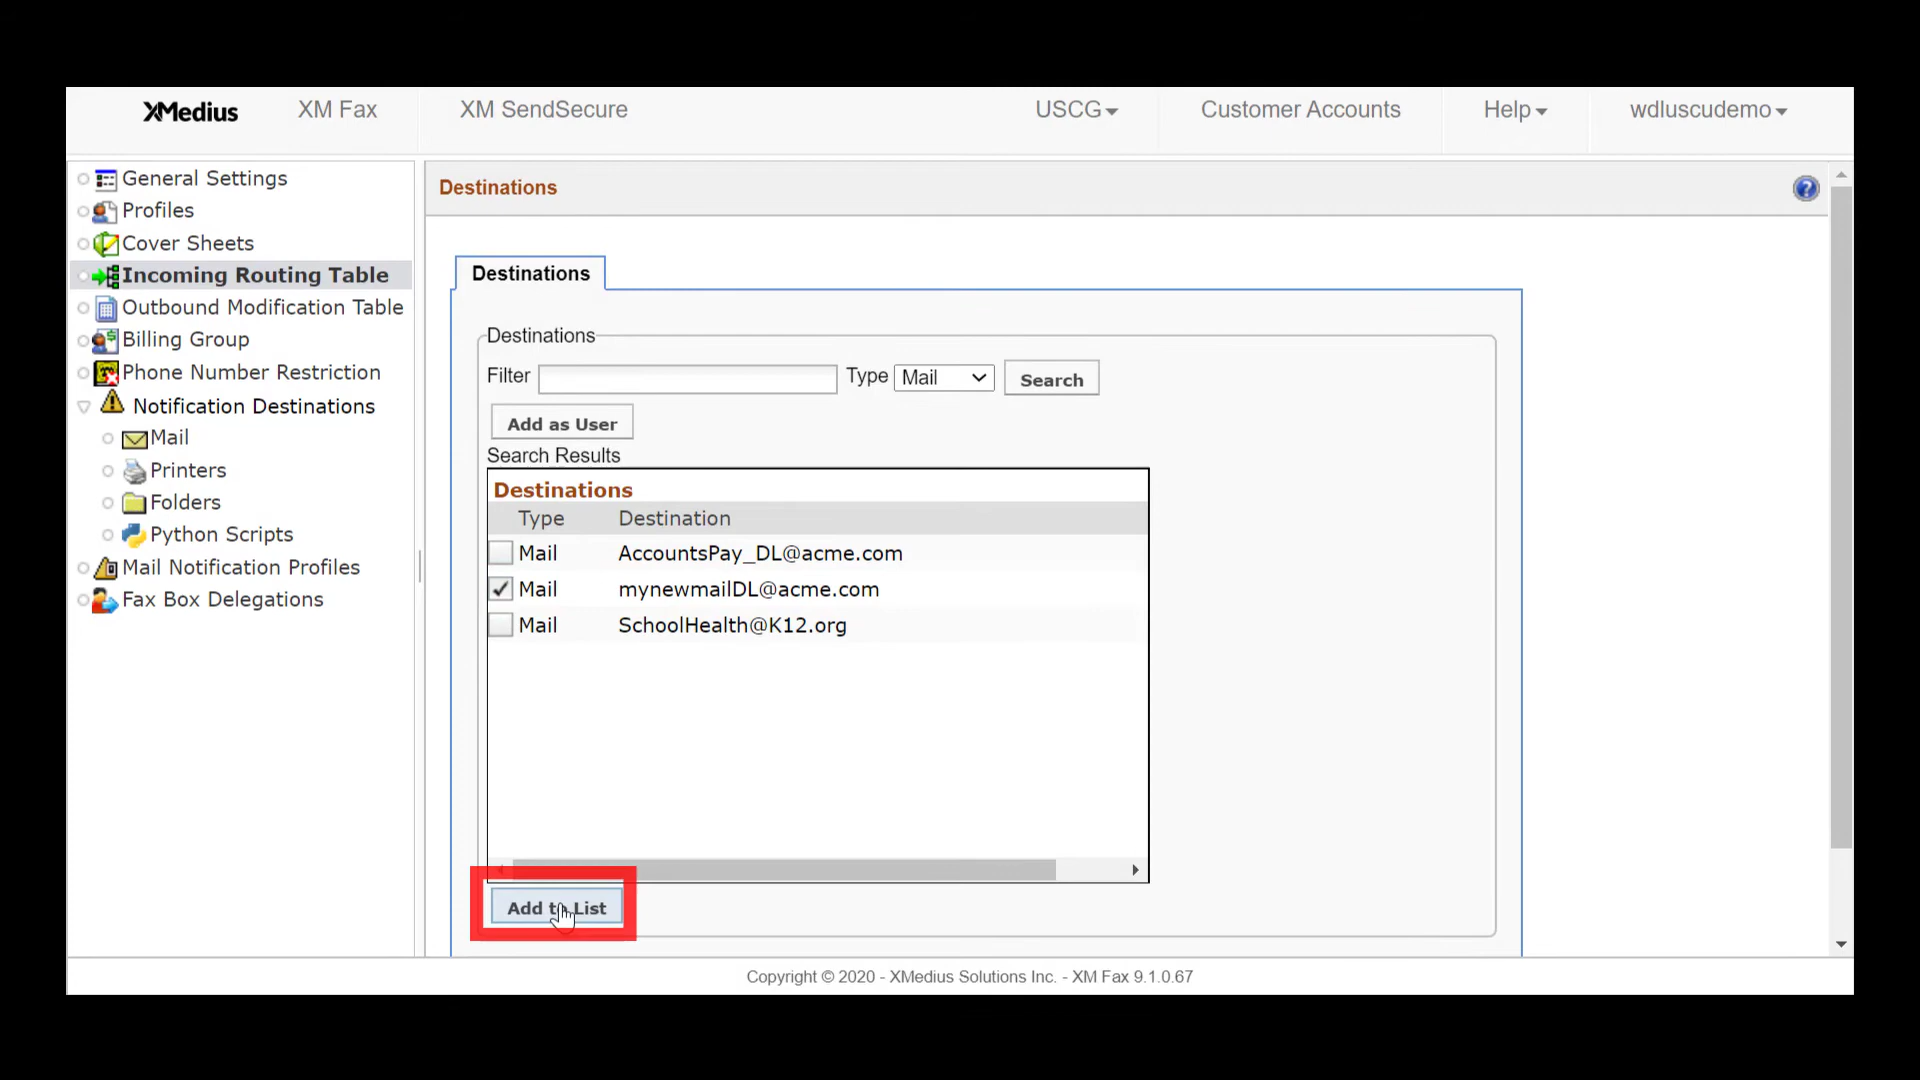 XMedius XM Fax XM SendSecure USCG Customer Accounts Help wdluscudemo
General Settings
Profiles
Cover Sheets
Incoming Routing Table
Outbound Modification Table
Billing Group
Phone Number Restriction
Notification Destinations
Mail
Printers
Folders
Python Scripts
Mail Notification Profiles
Fax Box Delegations
Destinations
Destinations
Destinations
Filter Type Mail Search
Add as User
Search Results
Destinations
Type Destination
Mail AccountsPay_DL@acme.com
Mail mynewmailDL@acme.com
Mail SchoolHealth@K12.org
Add to List
Copyright © 2020 - XMedius Solutions Inc. - XM Fax 9.1.0.67